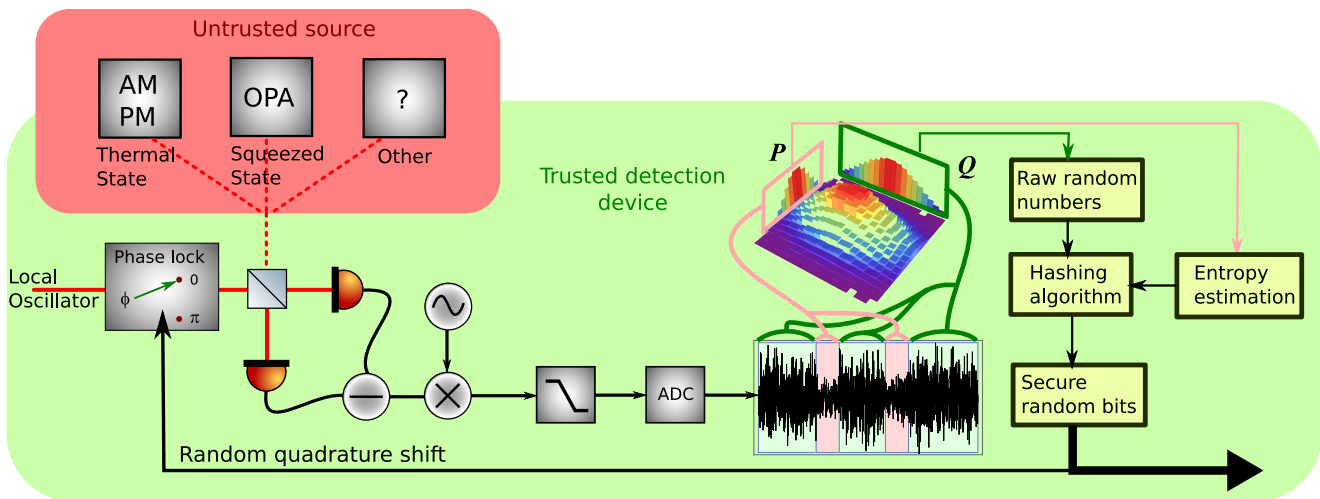 Untrusted source
AM
PM
OPA
?
Thermal
State
Squeezed
State
Other
Trusted detection
device
P
Q
Raw random
numbers
Local
Oscillator
Phase lock
ϕ
0
π
Hashing
algorithm
Entropy
estimation
ADC
Secure
random bits
Random quadrature shift